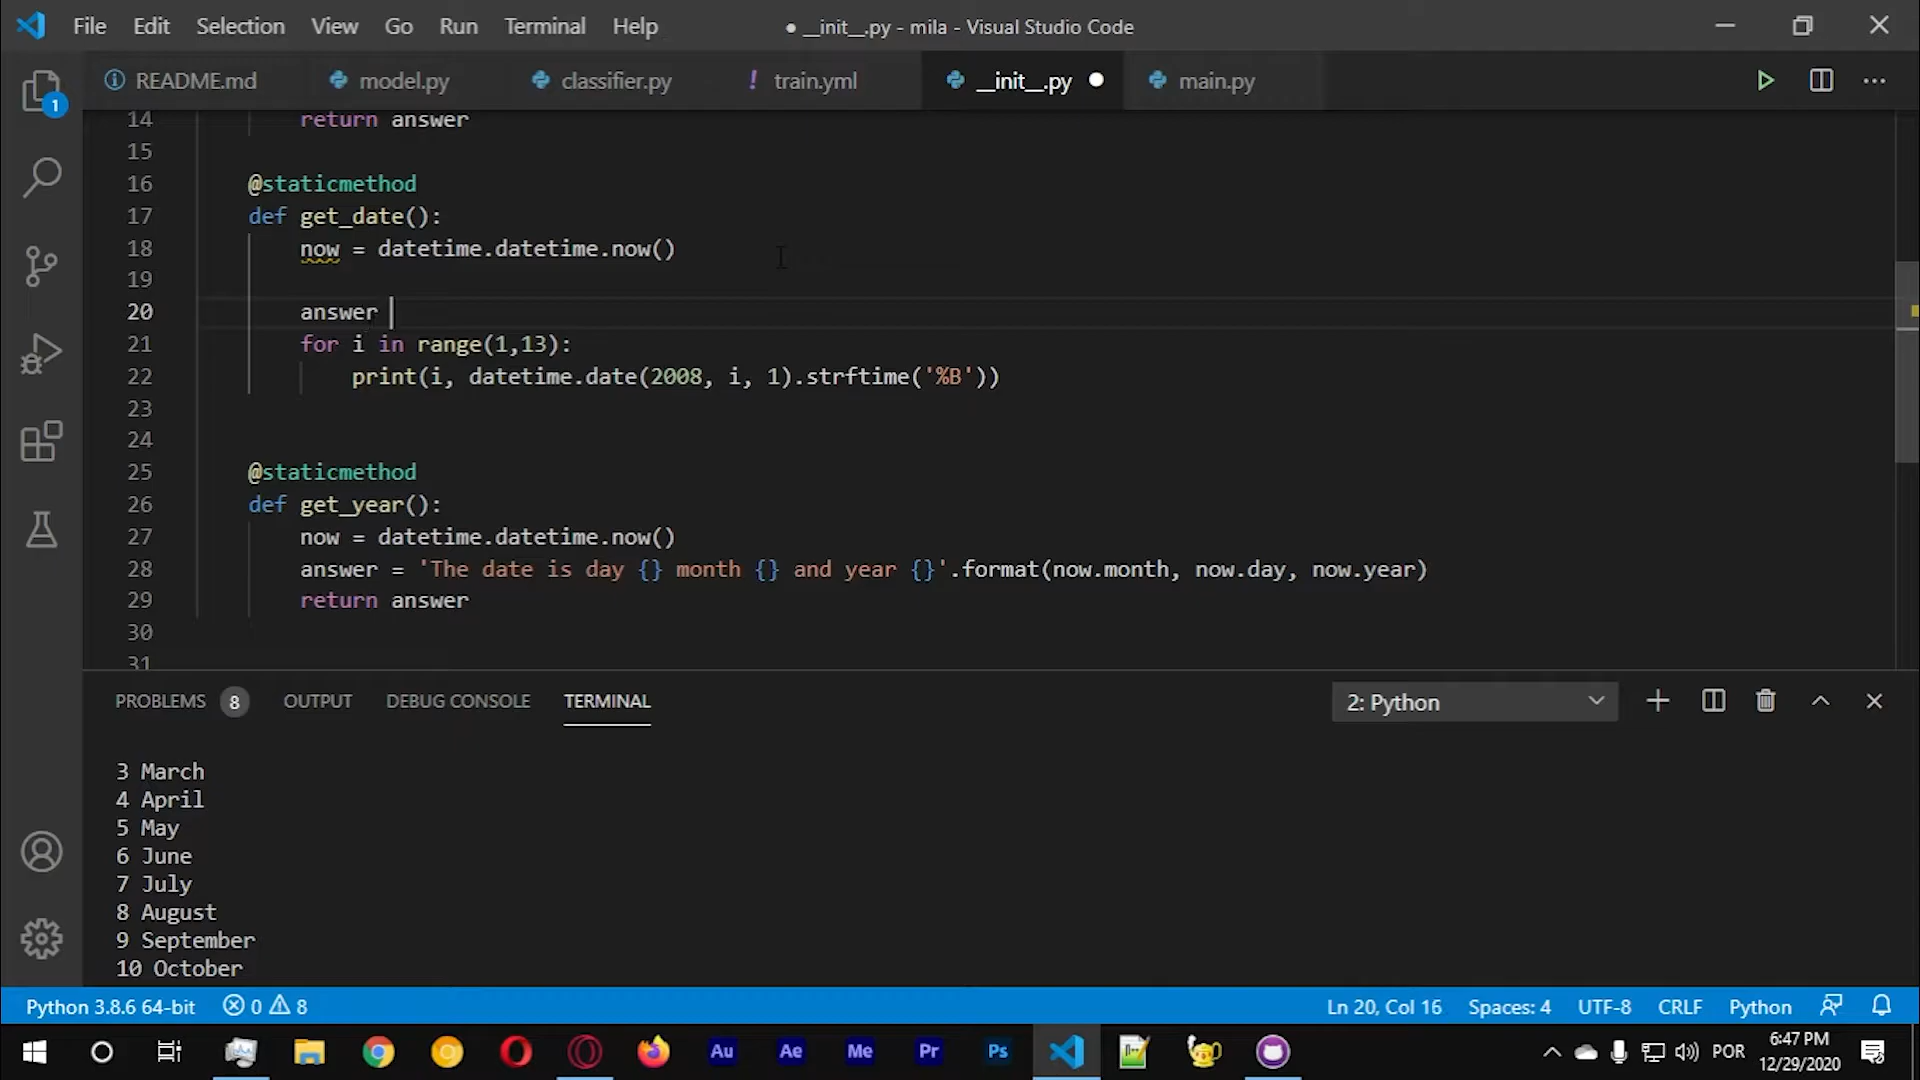 File Edit Selection View Go Run Terminal Help ● __init__.py - mila - Visual Studio Code
README.md model.py classifier.py ! train.yml __init__.py ● main.py
1
14 return answer
15
16 @staticmethod
17 def get_date():
18 now = datetime.datetime.now()
19
20 answer
21 for i in range(1,13):
22 print(i, datetime.date(2008, i, 1).strftime('%B'))
23
24
25 @staticmethod
26 def get_year():
27 now = datetime.datetime.now()
28 answer = 'The date is day {} month {} and year {}'.format(now.month, now.day, now.year)
29 return answer
30
31
PROBLEMS 8 OUTPUT DEBUG CONSOLE TERMINAL 2: Python
3 March
4 April
5 May
6 June
7 July
8 August
9 September
10 October
Python 3.8.6 64-bit 0 8 Ln 20, Col 16 Spaces: 4 UTF-8 CRLF Python
Au Ae Me Pr Ps POR 6:47 PM
12/29/2020